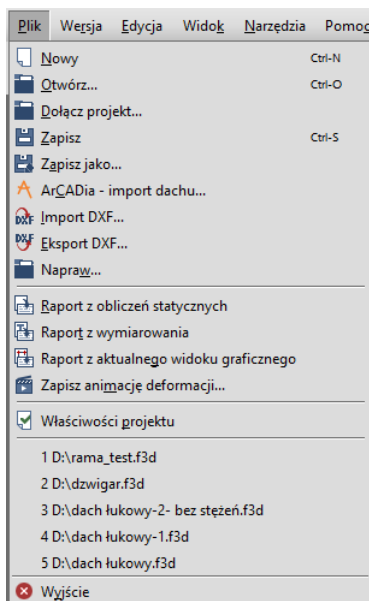 Plik Wersja Edycja Widok Narzędzia Pomoc
Nowy Ctrl-N
Otwórz... Ctrl-O
Dołącz projekt...
Zapisz Ctrl-S
Zapisz jako...
ArCADia - import dachu...
DXF Import DXF...
DXF Eksport DXF...
Napraw...
Raport z obliczeń statycznych
Raport z wymiarowania
Raport z aktualnego widoku graficznego
Zapisz animację deformacji...
Właściwości projektu
1 D:\rama_test.f3d
2 D:\dzwigar.f3d
3 D:\dach łukowy-2- bez stężeń.f3d
4 D:\dach łukowy-1.f3d
5 D:\dach łukowy.f3d
Wyjście